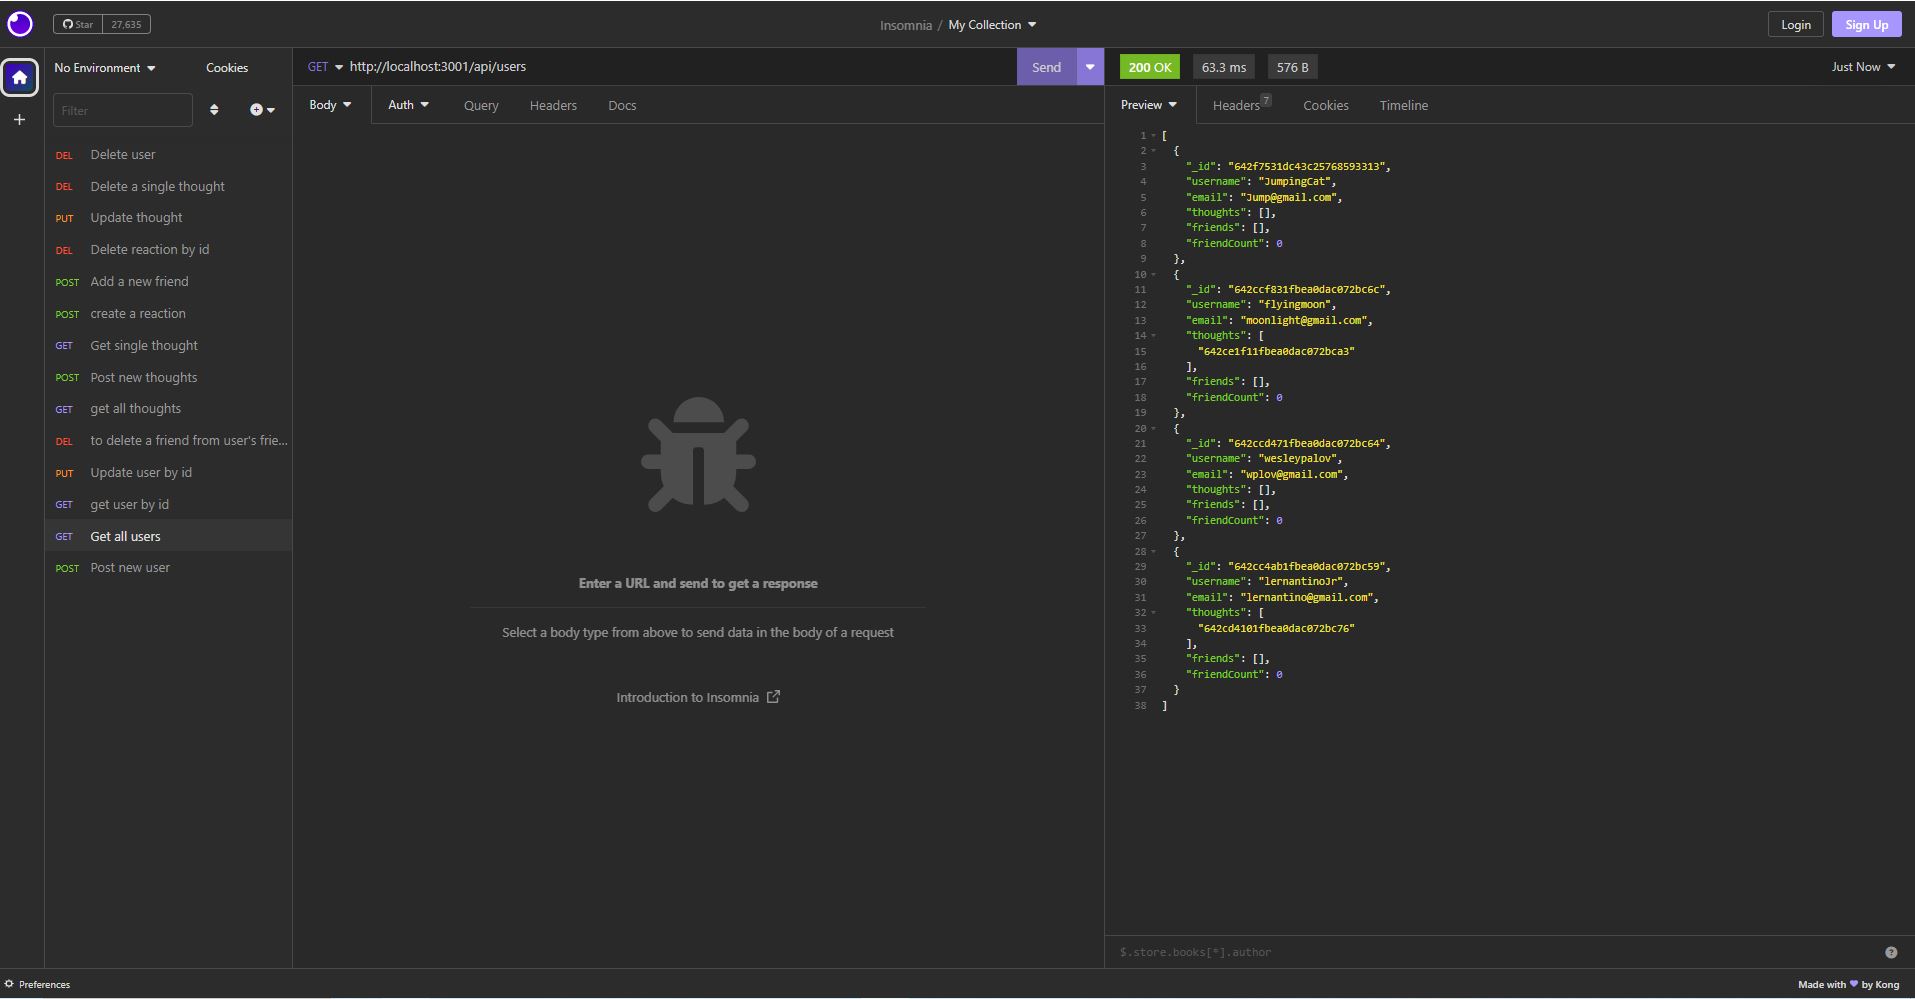 Star 27,635
Insomnia / My Collection
Login
Sign Up
No Environment
Cookies
Filter
DEL Delete user
DEL Delete a single thought
PUT Update thought
DEL Delete reaction by id
POST Add a new friend
POST create a reaction
GET Get single thought
POST Post new thoughts
GET get all thoughts
DEL to delete a friend from user's frie...
PUT Update user by id
GET get user by id
GET Get all users
POST Post new user
GET http://localhost:3001/api/users
Send
Body Auth Query Headers Docs
Enter a URL and send to get a response
Select a body type from above to send data in the body of a request
Introduction to Insomnia
200 OK 63.3 ms 576 B
Just Now
Preview Headers 7 Cookies Timeline
1 [
2 {
3 "_id": "642f7531dc43c25768593313",
4 "username": "JumpingCat",
5 "email": "Jump@gmail.com",
6 "thoughts": [],
7 "friends": [],
8 "friendCount": 0
9 },
10 {
11 "_id": "642ccf831fbea0dac072bc6c",
12 "username": "flyingmoon",
13 "email": "moonlight@gmail.com",
14 "thoughts": [
15 "642ce1f11fbea0dac072bca3"
16 ],
17 "friends": [],
18 "friendCount": 0
19 },
20 {
21 "_id": "642ccd471fbea0dac072bc64",
22 "username": "wesleypalov",
23 "email": "wplov@gmail.com",
24 "thoughts": [],
25 "friends": [],
26 "friendCount": 0
27 },
28 {
29 "_id": "642cc4ab1fbea0dac072bc59",
30 "username": "lernantinoJr",
31 "email": "lernantino@gmail.com",
32 "thoughts": [
33 "642cd4101fbea0dac072bc76"
34 ],
35 "friends": [],
36 "friendCount": 0
37 }
38 ]
$.store.books[*].author
Preferences
Made with by Kong